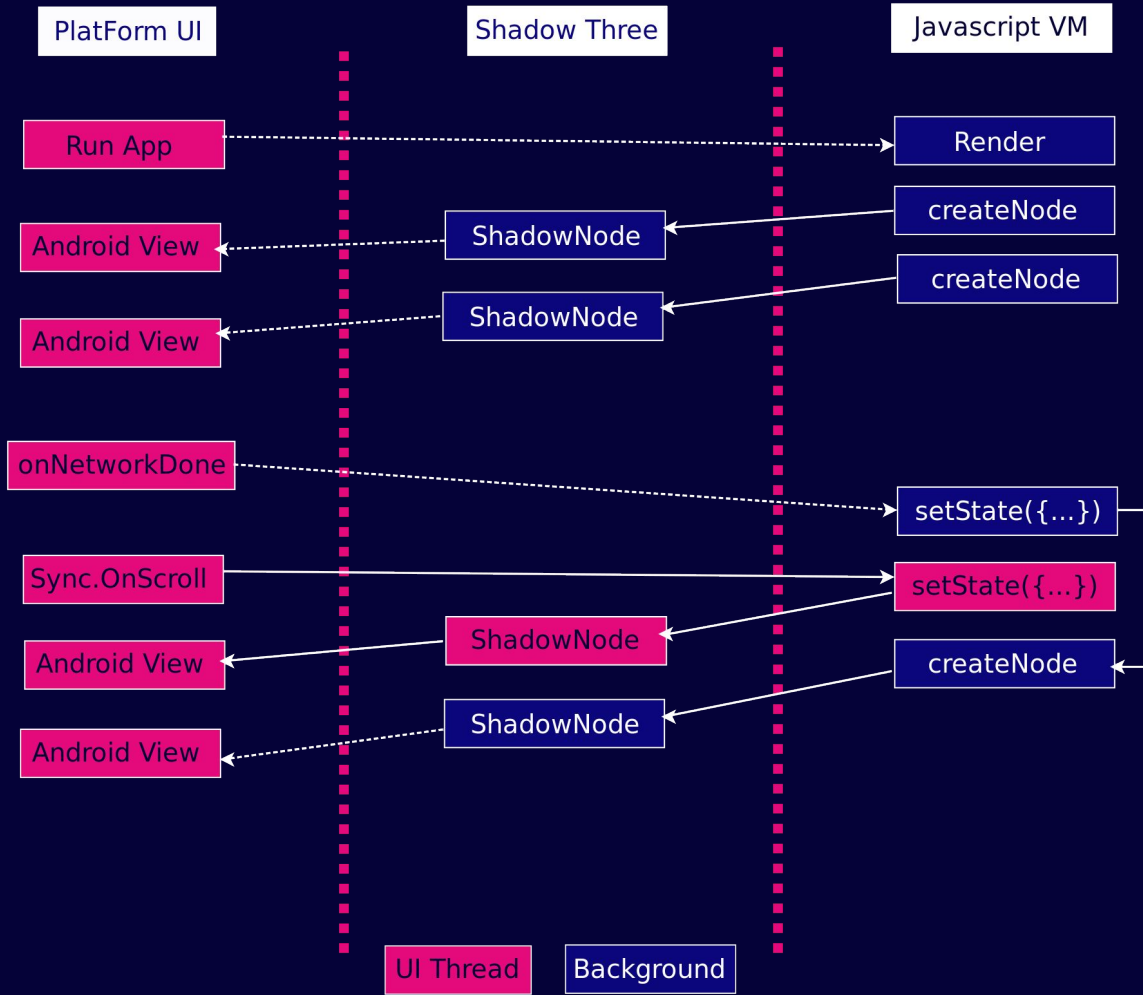 PlatForm UI
Shadow Three
Javascript VM
Run App
Render
createNode
ShadowNode
Android View
createNode
ShadowNode
Android View
onNetworkDone
setState({...})
Sync.OnScroll
setState({...})
ShadowNode
Android View
createNode
ShadowNode
Android View
UI Thread
Background